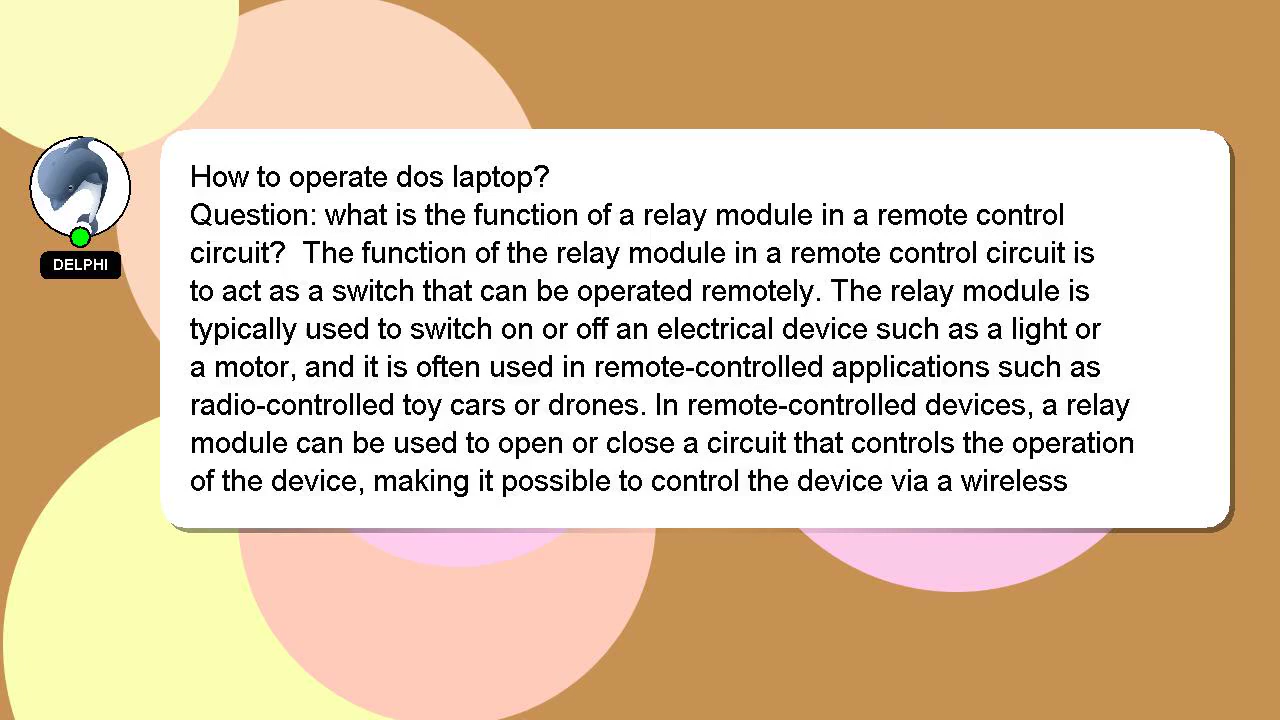 How to operate dos laptop?
Question: what is the function of a relay module in a remote control
circuit?  The function of the relay module in a remote control circuit is
to act as a switch that can be operated remotely. The relay module is
typically used to switch on or off an electrical device such as a light or
a motor, and it is often used in remote-controlled applications such as
radio-controlled toy cars or drones. In remote-controlled devices, a relay
module can be used to open or close a circuit that controls the operation
of the device, making it possible to control the device via a wireless
DELPHI